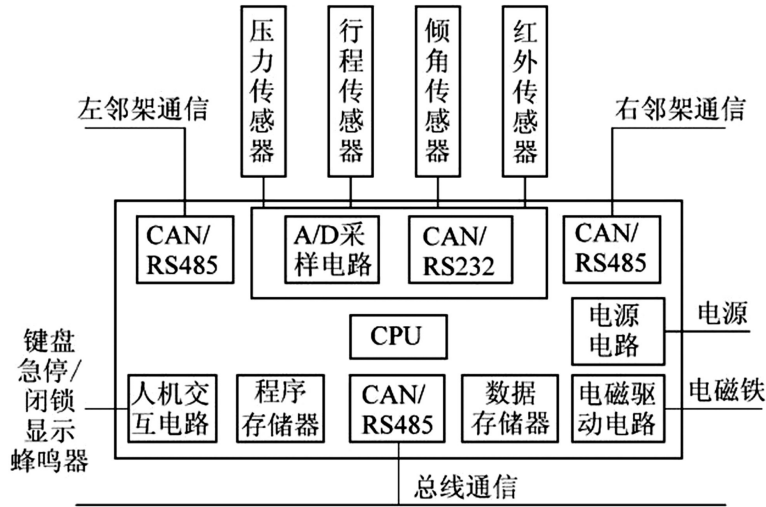 压力传感器
行程传感器
倾角传感器
红外传感器
左邻架通信
右邻架通信
CAN/
RS485
A/D采
样电路
CAN/
RS232
CAN/
RS485
电源
电路
电源
CPU
键盘
急停/
闭锁
显示
蜂鸣器
人机交
互电路
程序
存储器
CAN/
RS485
数据
存储器
电磁驱
动电路
电磁铁
总线通信